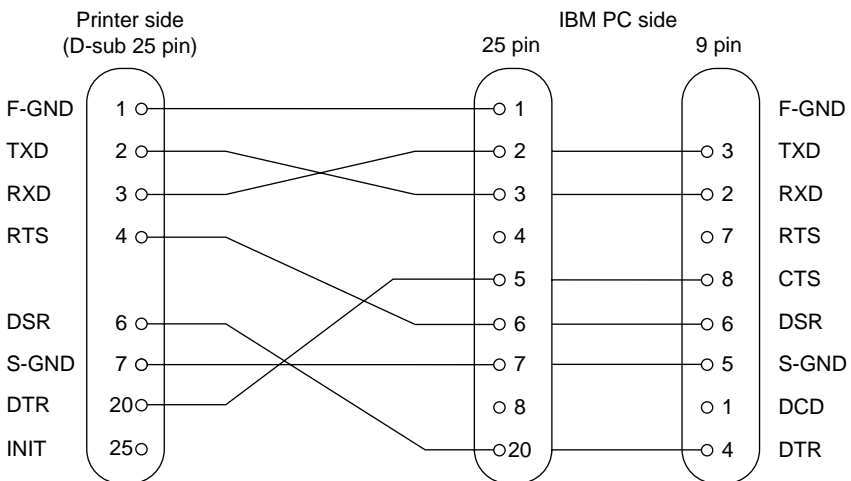 Printer side
(D-sub 25 pin)
IBM PC side
25 pin
9 pin
F-GND 1 1 F-GND
TXD 2 2 3 TXD
RXD 3 3 2 RXD
RTS 4 4 7 RTS
5 8 CTS
DSR 6 6 6 DSR
S-GND 7 7 5 S-GND
DTR 20 8 1 DCD
INIT 25 20 4 DTR